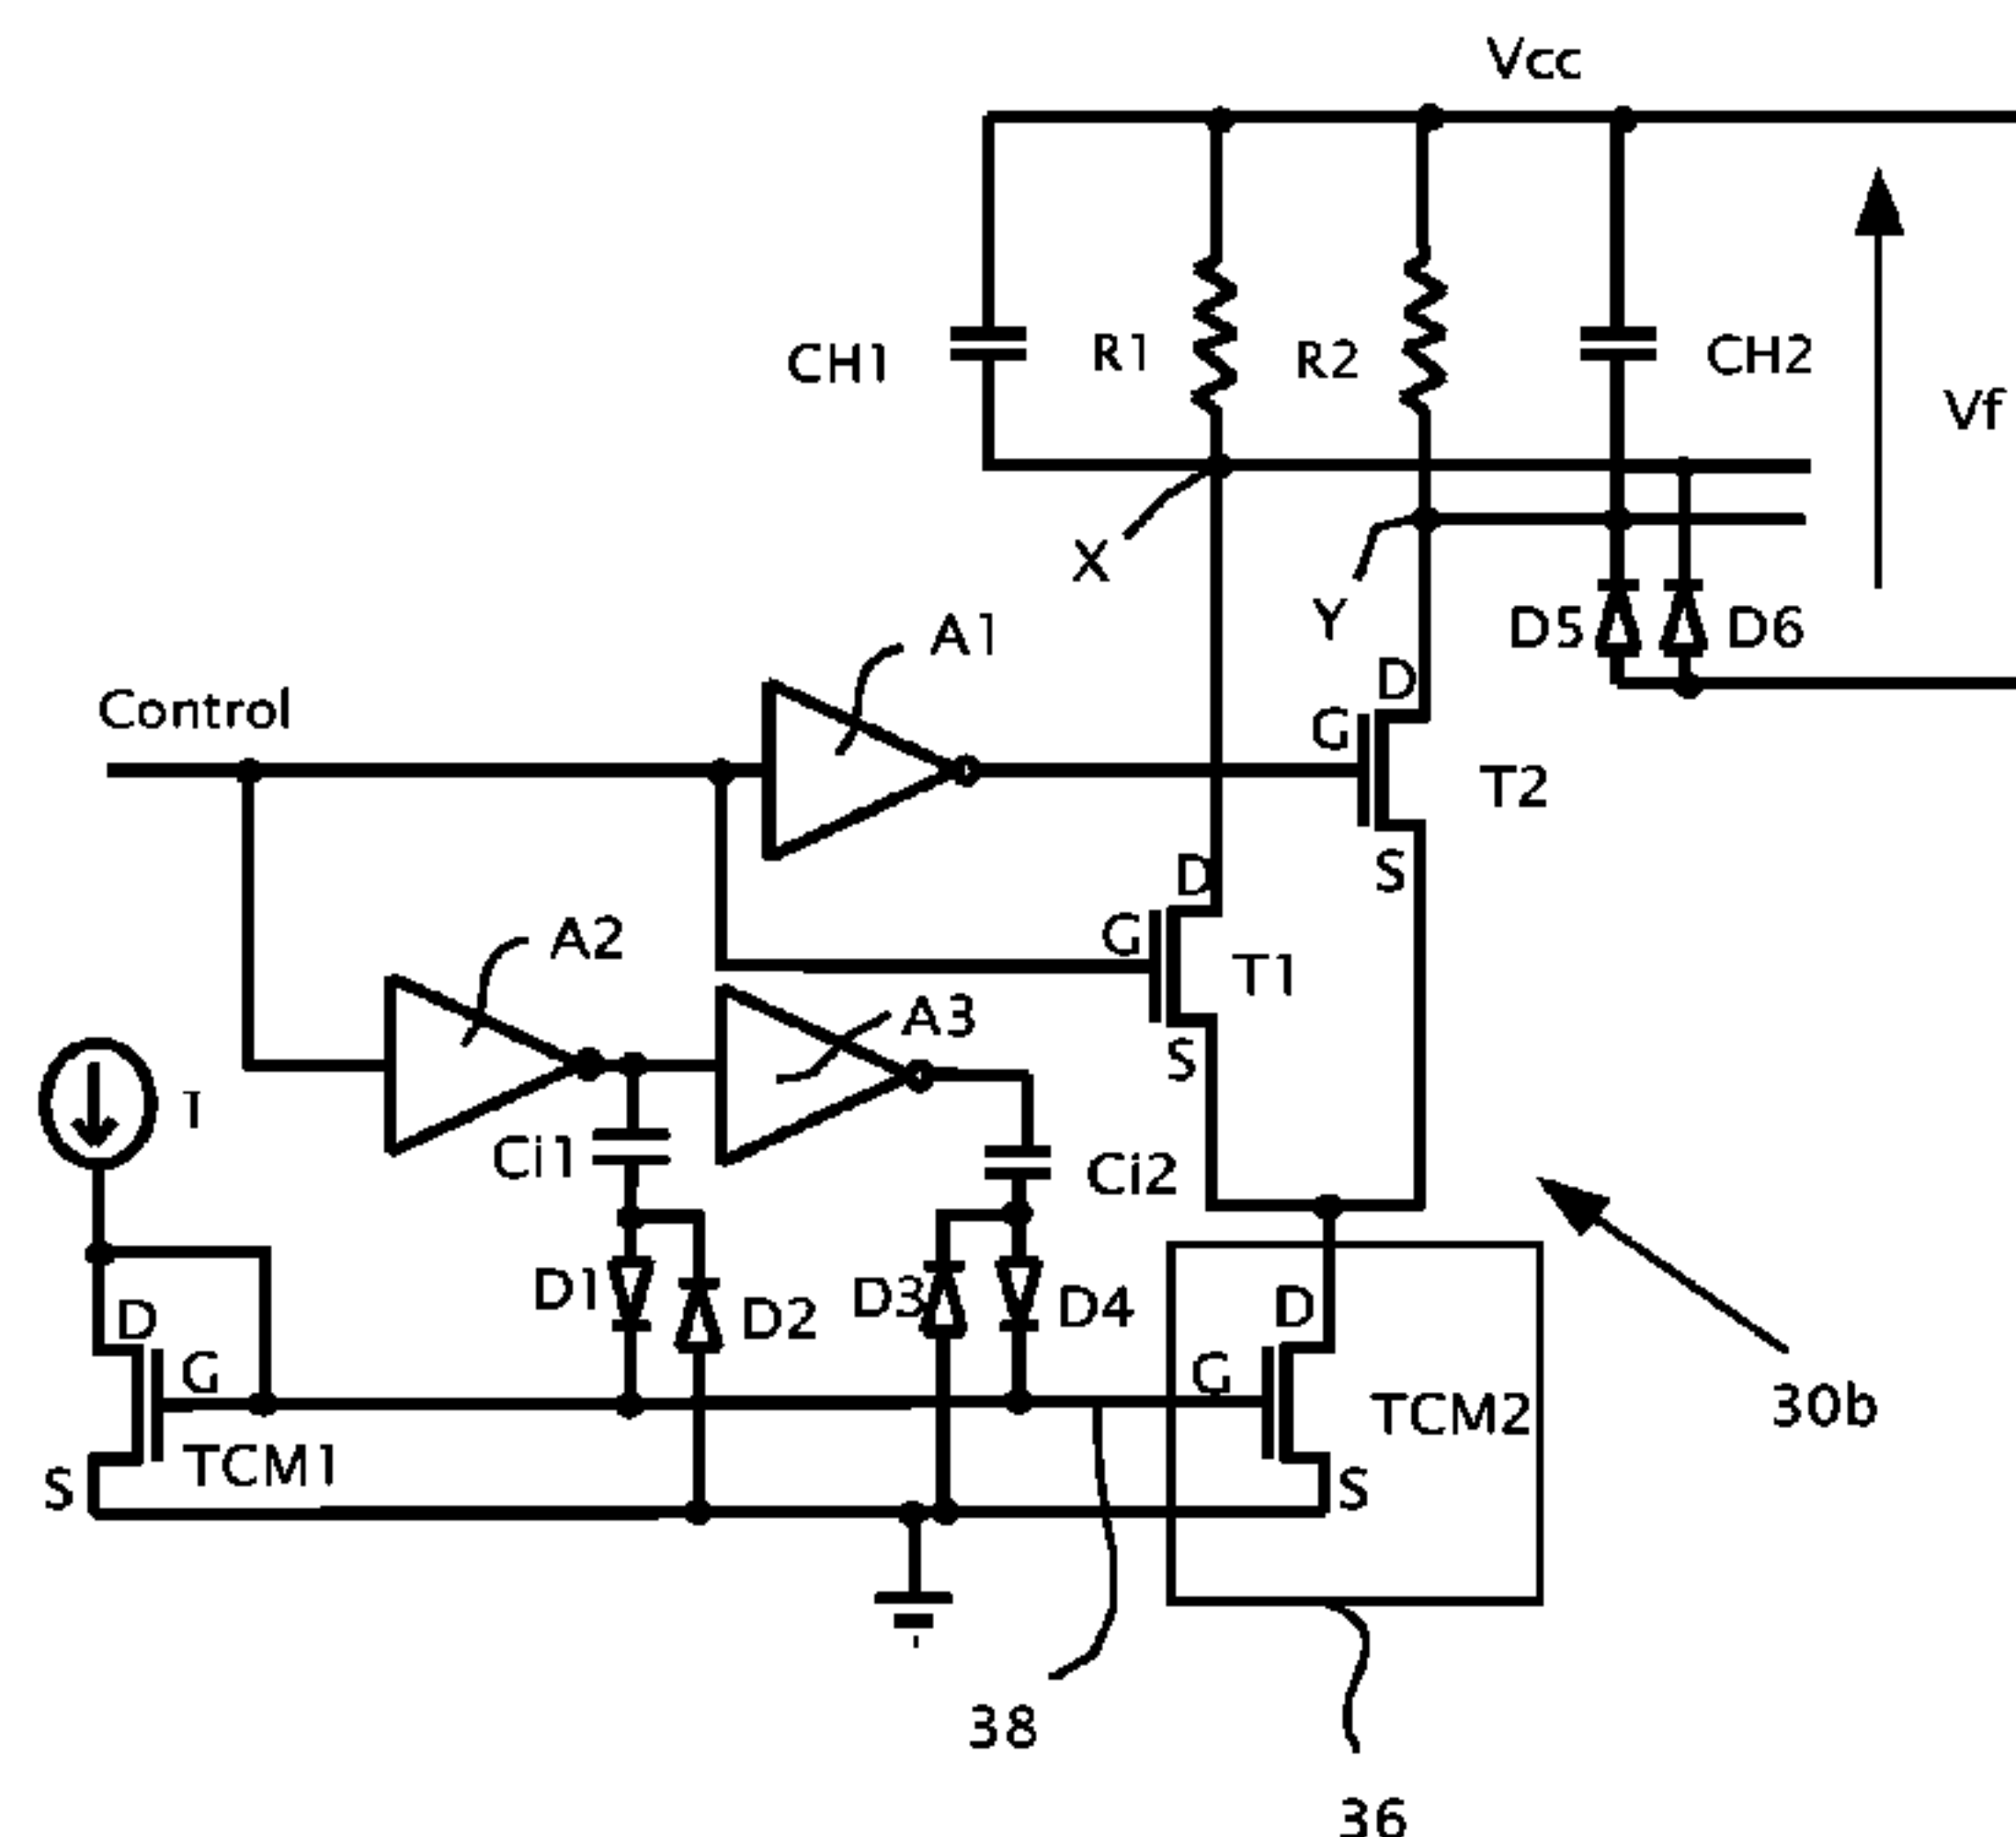 Vcc
CH1
R1
R2
CH2
Vf
X
Y
D5
D6
A1
Control
D
G
T2
S
D
G
T1
S
A2
A3
I
Ci1
Ci2
D1
D2
D3
D4
D
G
TCM1
S
D
G
TCM2
S
30b
38
36